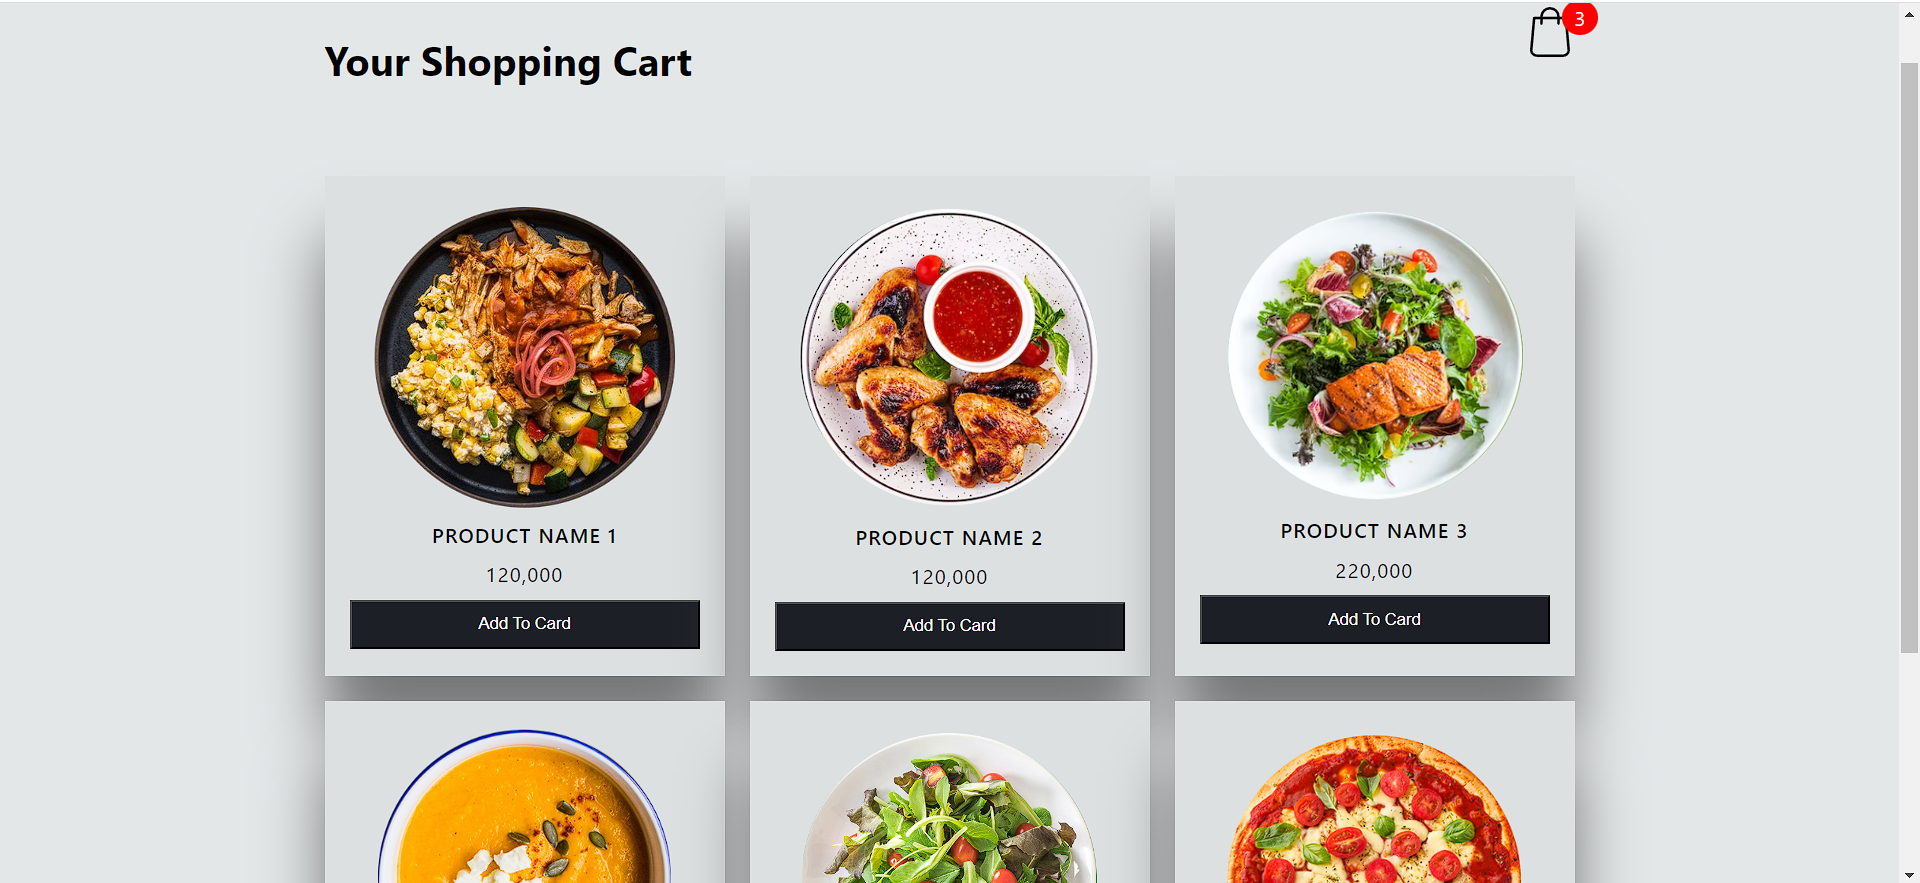 3
Your Shopping Cart
PRODUCT NAME 1
120,000
Add To Card
PRODUCT NAME 2
120,000
Add To Card
PRODUCT NAME 3
220,000
Add To Card